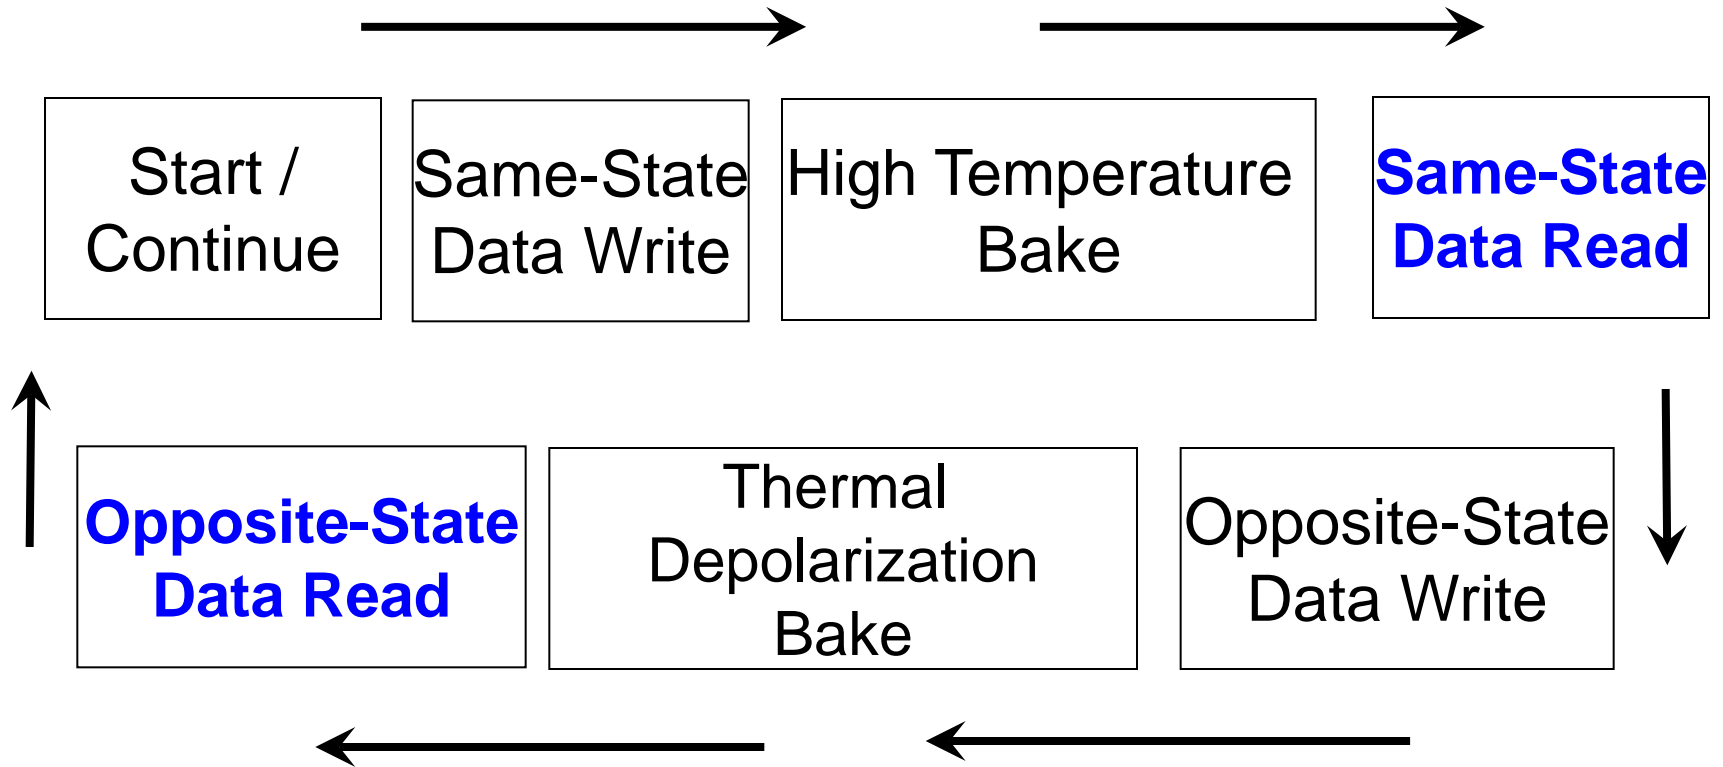 Start /
Continue
Same-State
Data Write
High Temperature
Bake
Same-State
Data Read
Opposite-State
Data Read
Thermal
Depolarization
Bake
Opposite-State
Data Write